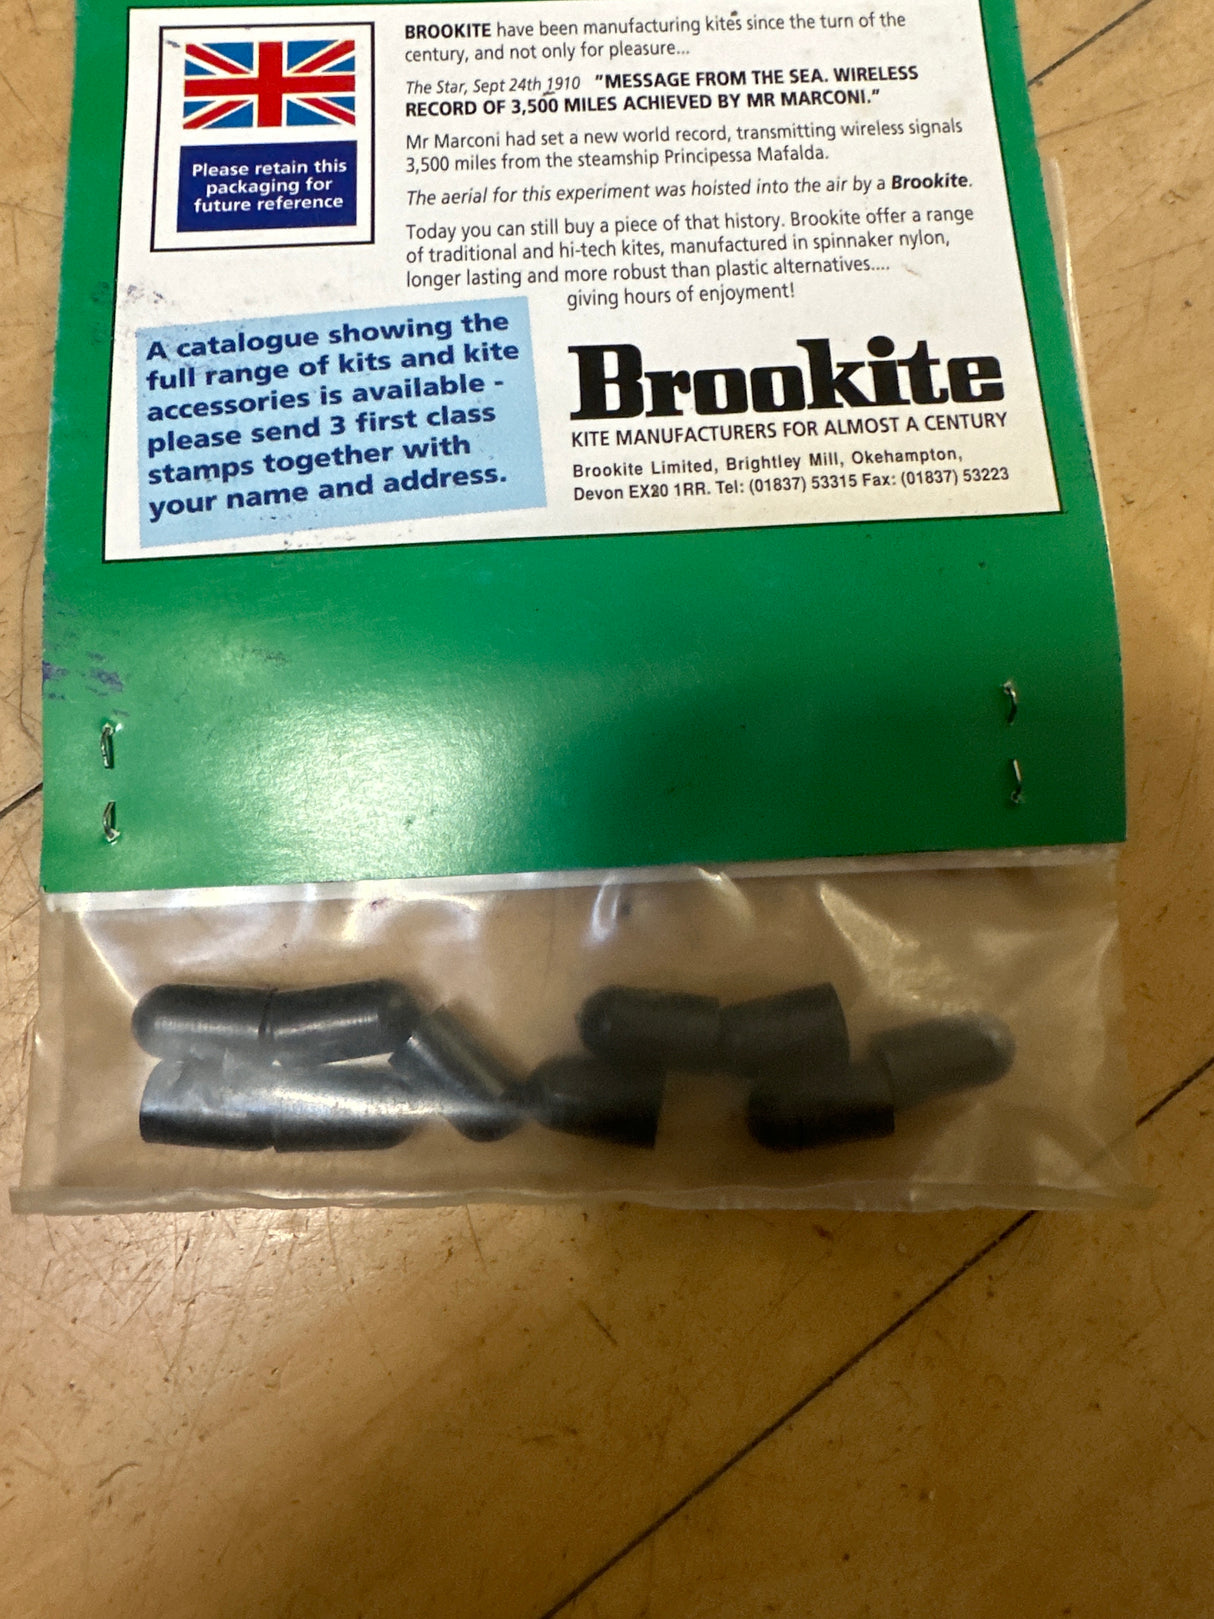 BROOKITE have been manufacturing kites since the turn of the
century, and not only for pleasure...
The Star, Sept 24th 1910 "MESSAGE FROM THE SEA. WIRELESS
RECORD OF 3,500 MILES ACHIEVED BY MR MARCONI."
Mr Marconi had set a new world record, transmitting wireless signals
3,500 miles from the steamship Principessa Mafalda.
The aerial for this experiment was hoisted into the air by a Brookite.
Today you can still buy a piece of that history. Brookite offer a range
of traditional and hi-tech kites, manufactured in spinnaker nylon,
longer lasting and more robust than plastic alternatives....
giving hours of enjoyment!
Please retain this
packaging for
future reference
A catalogue showing the
full range of kits and kite
accessories is available -
please send 3 first class
stamps together with
your name and address.
Brookite
KITE MANUFACTURERS FOR ALMOST A CENTURY
Brookite Limited, Brightley Mill, Okehampton,
Devon EX20 1RR. Tel: (01837) 53315 Fax: (01837) 53223